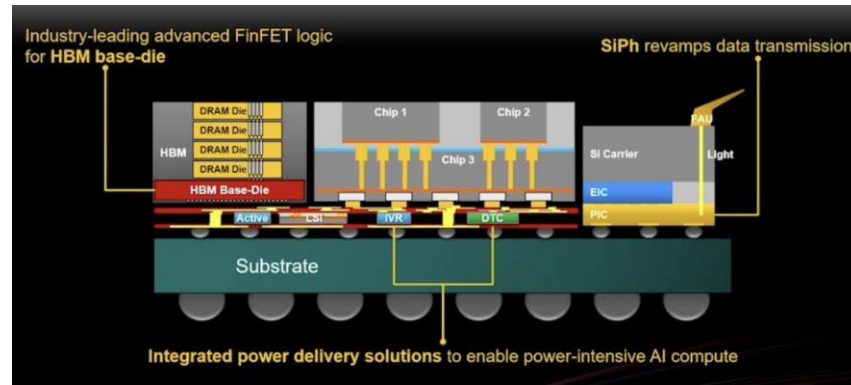 Industry-leading advanced FinFET logic
for HBM base-die
SiPh revamps data transmission
DRAM Die
DRAM Die
DRAM Die
DRAM Die
HBM
HBM Base-Die
Chip 1
Chip 2
Chip 3
FAU
Si Carrier
Light
EIC
PIC
Active
LSI
IVR
DTC
Substrate
Integrated power delivery solutions to enable power-intensive AI compute